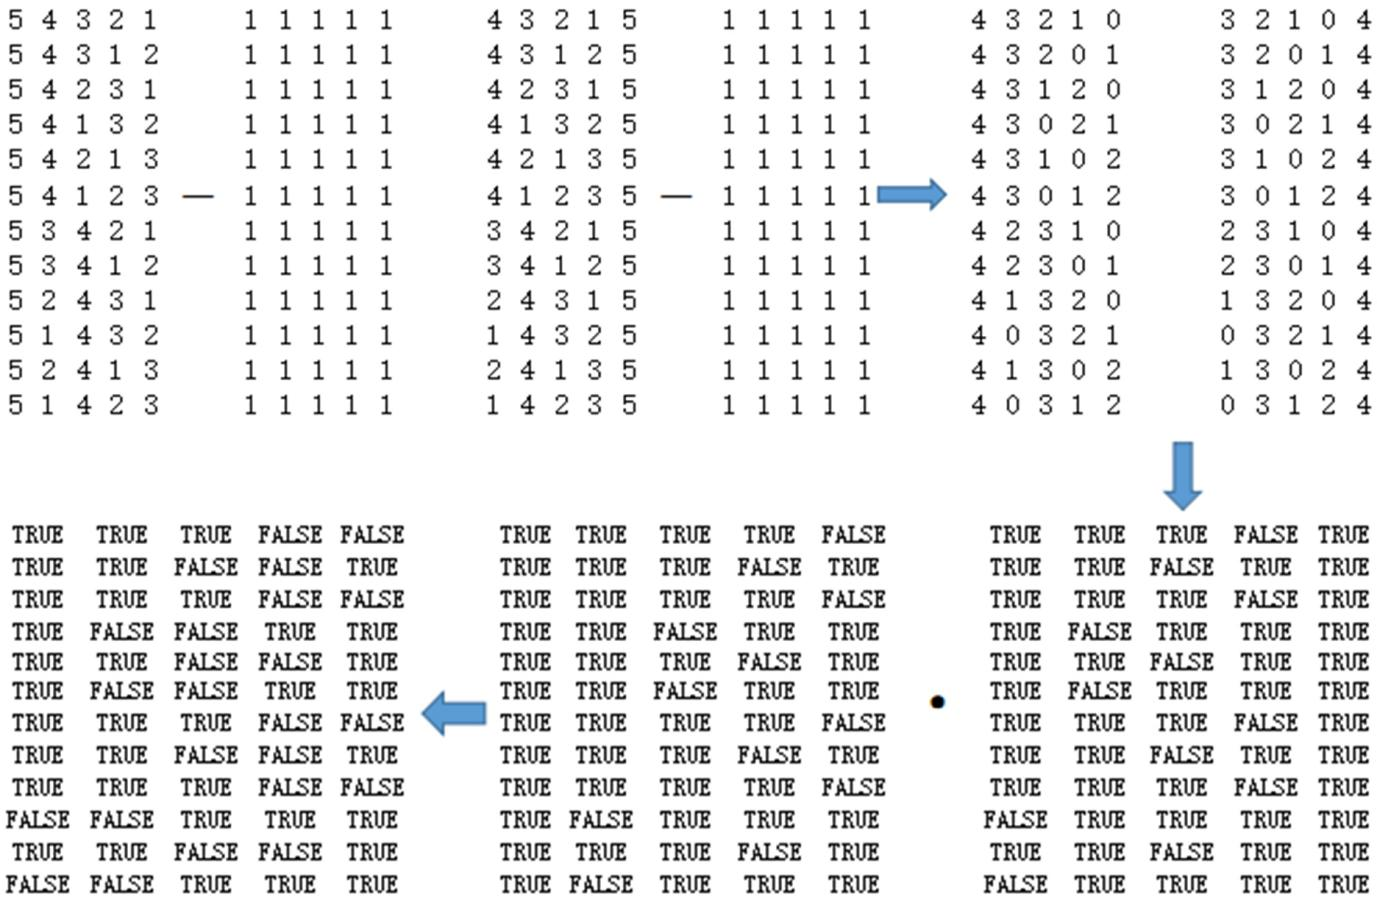 5 4 3 2 1 1 1 1 1 1 4 3 2 1 5 1 1 1 1 1 4 3 2 1 0 3 2 1 0 4
5 4 3 1 2 1 1 1 1 1 4 3 1 2 5 1 1 1 1 1 4 3 2 0 1 3 2 0 1 4
5 4 2 3 1 1 1 1 1 1 4 2 3 1 5 1 1 1 1 1 4 3 1 2 0 3 1 2 0 4
5 4 1 3 2 1 1 1 1 1 4 1 3 2 5 1 1 1 1 1 4 3 0 2 1 3 0 2 1 4
5 4 2 1 3 1 1 1 1 1 4 2 1 3 5 1 1 1 1 1 4 3 1 0 2 3 1 0 2 4
5 4 1 2 3 — 1 1 1 1 1 4 1 2 3 5 — 1 1 1 1 1 4 3 0 1 2 3 0 1 2 4
5 3 4 2 1 1 1 1 1 1 3 4 2 1 5 1 1 1 1 1 4 2 3 1 0 2 3 1 0 4
5 3 4 1 2 1 1 1 1 1 3 4 1 2 5 1 1 1 1 1 4 2 3 0 1 2 3 0 1 4
5 2 4 3 1 1 1 1 1 1 2 4 3 1 5 1 1 1 1 1 4 1 3 2 0 1 3 2 0 4
5 1 4 3 2 1 1 1 1 1 1 4 3 2 5 1 1 1 1 1 4 0 3 2 1 0 3 2 1 4
5 2 4 1 3 1 1 1 1 1 2 4 1 3 5 1 1 1 1 1 4 1 3 0 2 1 3 0 2 4
5 1 4 2 3 1 1 1 1 1 1 4 2 3 5 1 1 1 1 1 4 0 3 1 2 0 3 1 2 4
TRUE TRUE TRUE FALSE FALSE TRUE TRUE TRUE TRUE FALSE TRUE TRUE TRUE FALSE TRUE
TRUE TRUE FALSE FALSE TRUE TRUE TRUE TRUE FALSE TRUE TRUE TRUE FALSE TRUE TRUE
TRUE TRUE TRUE FALSE FALSE TRUE TRUE TRUE TRUE FALSE TRUE TRUE TRUE FALSE TRUE
TRUE FALSE FALSE TRUE TRUE TRUE TRUE FALSE TRUE TRUE TRUE FALSE TRUE TRUE TRUE
TRUE TRUE FALSE FALSE TRUE TRUE TRUE TRUE FALSE TRUE TRUE TRUE FALSE TRUE TRUE
TRUE FALSE FALSE TRUE TRUE TRUE TRUE FALSE TRUE TRUE • TRUE FALSE TRUE TRUE TRUE
TRUE TRUE TRUE FALSE FALSE TRUE TRUE TRUE TRUE FALSE TRUE TRUE TRUE FALSE TRUE
TRUE TRUE FALSE FALSE TRUE TRUE TRUE TRUE FALSE TRUE TRUE TRUE FALSE TRUE TRUE
TRUE TRUE TRUE FALSE FALSE TRUE TRUE TRUE TRUE FALSE TRUE TRUE TRUE FALSE TRUE
FALSE FALSE TRUE TRUE TRUE TRUE FALSE TRUE TRUE TRUE FALSE TRUE TRUE TRUE TRUE
TRUE TRUE FALSE FALSE TRUE TRUE TRUE TRUE FALSE TRUE TRUE TRUE FALSE TRUE TRUE
FALSE FALSE TRUE TRUE TRUE TRUE FALSE TRUE TRUE TRUE FALSE TRUE TRUE TRUE TRUE